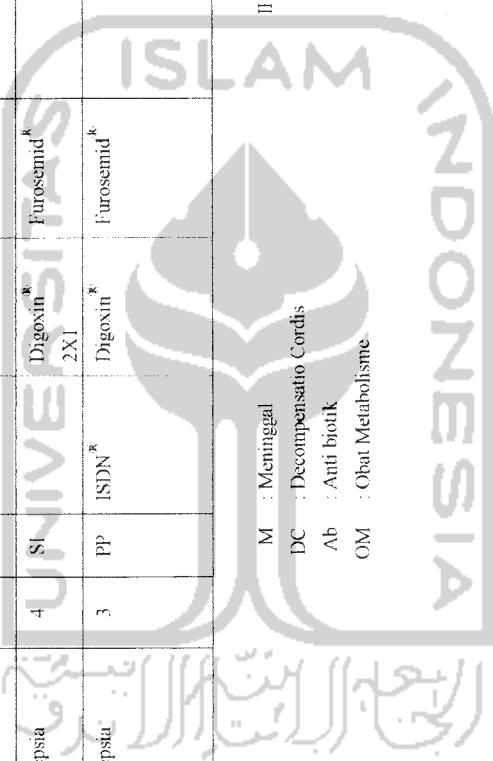 psia 4 SI Digoxin® Furosemid®
2X1
psia 3 PP ISDN® Digoxin® Furosemid®
M : Meninggal
DC : Decompensatio Cordis
Ab : Anti biotik
OM : Obat Metabolisme
II
UNIVERSITAS
ISLAM
INDONESIA